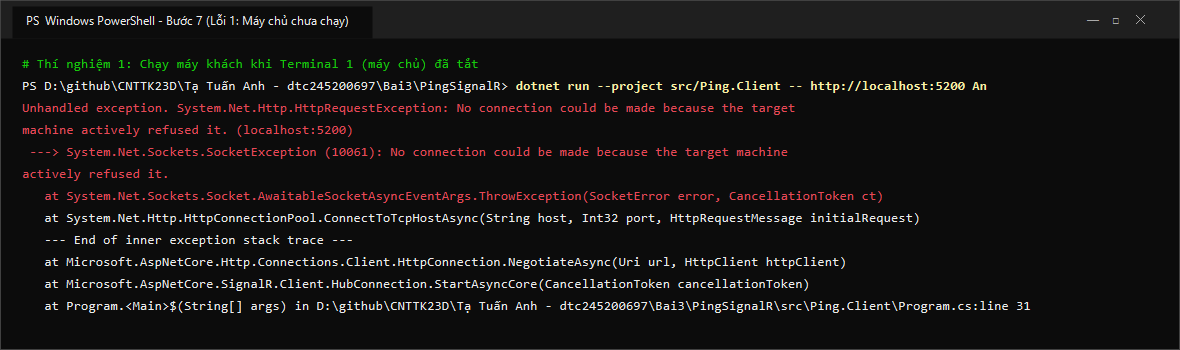 PS Windows PowerShell - Bước 7 (Lỗi 1: Máy chủ chưa chạy)
# Thí nghiệm 1: Chạy máy khách khi Terminal 1 (máy chủ) đã tắt
PS D:\github\CNTTK23D\Tạ Tuấn Anh - dtc245200697\Bai3\PingSignalR> dotnet run --project src/Ping.Client -- http://localhost:5200 An
Unhandled exception. System.Net.Http.HttpRequestException: No connection could be made because the target
machine actively refused it. (localhost:5200)
 ---> System.Net.Sockets.SocketException (10061): No connection could be made because the target machine
actively refused it.
   at System.Net.Sockets.Socket.AwaitableSocketAsyncEventArgs.ThrowException(SocketError error, CancellationToken ct)
   at System.Net.Http.HttpConnectionPool.ConnectToTcpHostAsync(String host, Int32 port, HttpRequestMessage initialRequest)
   --- End of inner exception stack trace ---
   at Microsoft.AspNetCore.Http.Connections.Client.HttpConnection.NegotiateAsync(Uri url, HttpClient httpClient)
   at Microsoft.AspNetCore.SignalR.Client.HubConnection.StartAsyncCore(CancellationToken cancellationToken)
   at Program.<Main>$(String[] args) in D:\github\CNTTK23D\Tạ Tuấn Anh - dtc245200697\Bai3\PingSignalR\src\Ping.Client\Program.cs:line 31